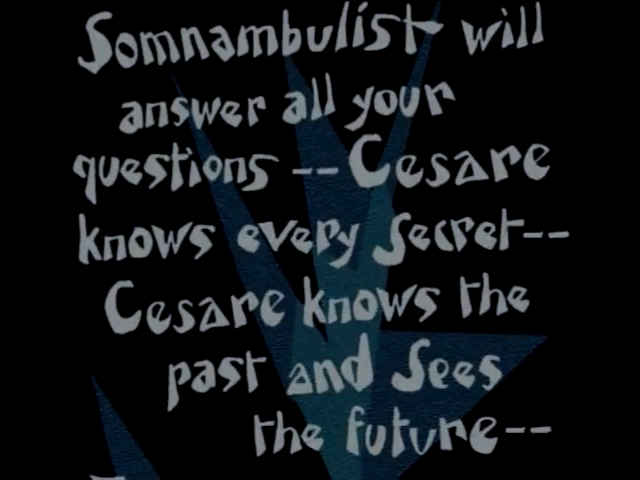 Somnambulist will
answer all your
questions -- Cesare
knows every secret--
Cesare knows the
past and sees
the future--